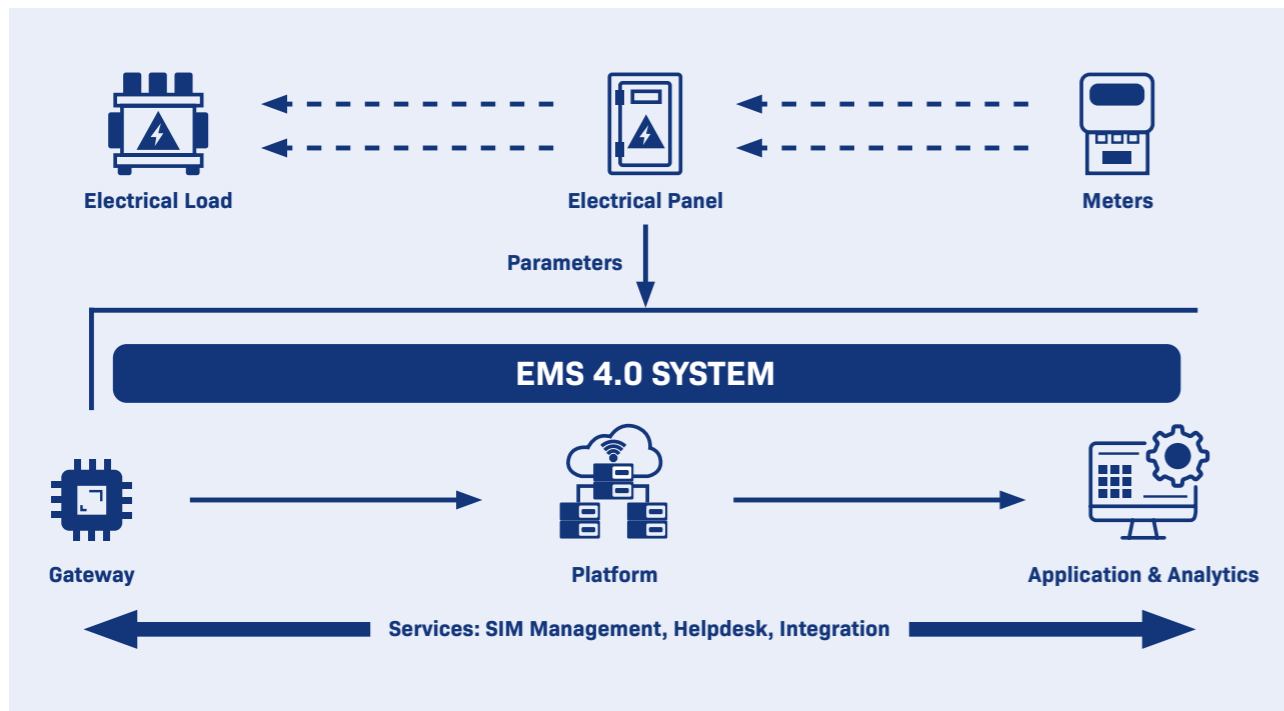 Electrical Load
Electrical Panel
Meters
Parameters
EMS 4.0 SYSTEM
Gateway
Platform
Application & Analytics
Services: SIM Management, Helpdesk, Integration